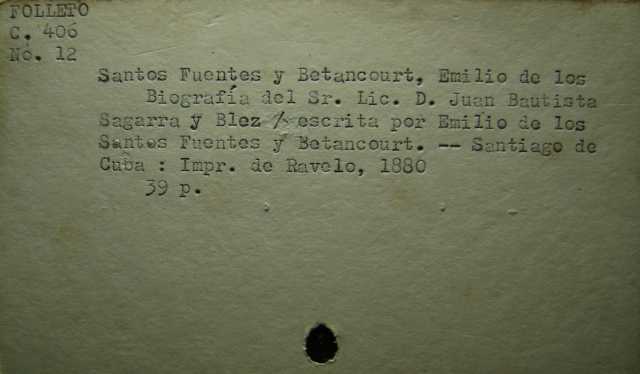 FOLLETO
C. 406
No. 12
Santos Fuentes y Betancourt, Emilio de los
Biografía del Sr. Lic. D. Juan Bautista
Sagarra y Blez / escrita por Emilio de los
Santos Fuentes y Betancourt. -- Santiago de
Cuba : Impr. de Ravelo, 1880
39 p.